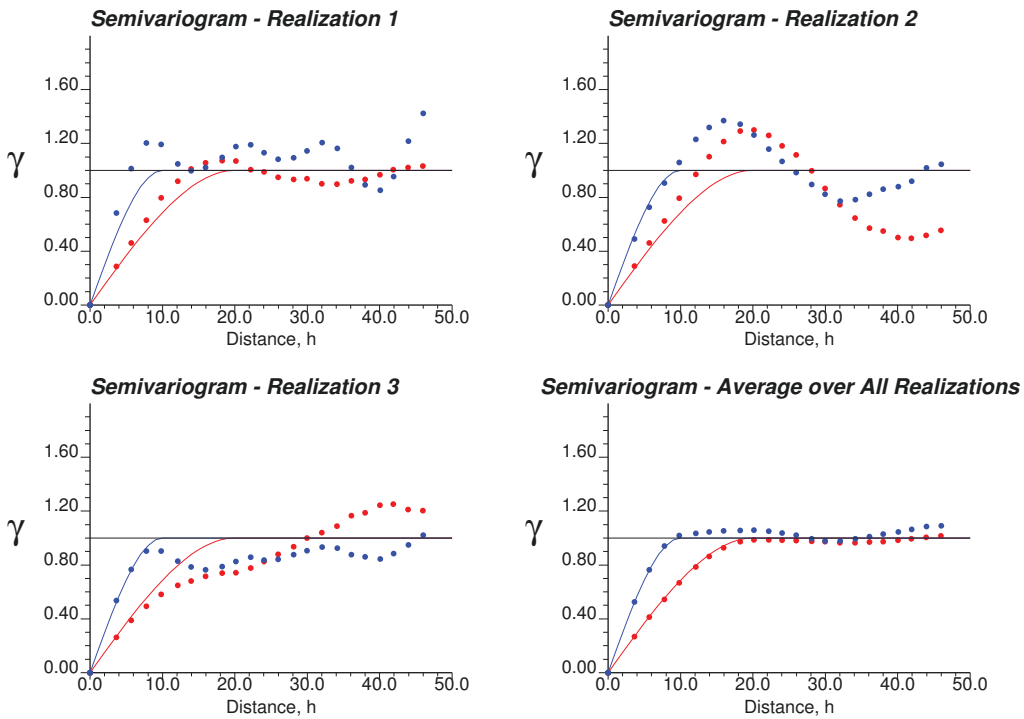 Semivariogram - Realization 1
1.60
1.20
γ
0.80
0.40
0.00
0.0 10.0 20.0 30.0 40.0 50.0
Distance, h
Semivariogram - Realization 2
1.60
1.20
γ
0.80
0.40
0.00
0.0 10.0 20.0 30.0 40.0 50.0
Distance, h
Semivariogram - Realization 3
1.60
1.20
γ
0.80
0.40
0.00
0.0 10.0 20.0 30.0 40.0 50.0
Distance, h
Semivariogram - Average over All Realizations
1.60
1.20
γ
0.80
0.40
0.00
0.0 10.0 20.0 30.0 40.0 50.0
Distance, h